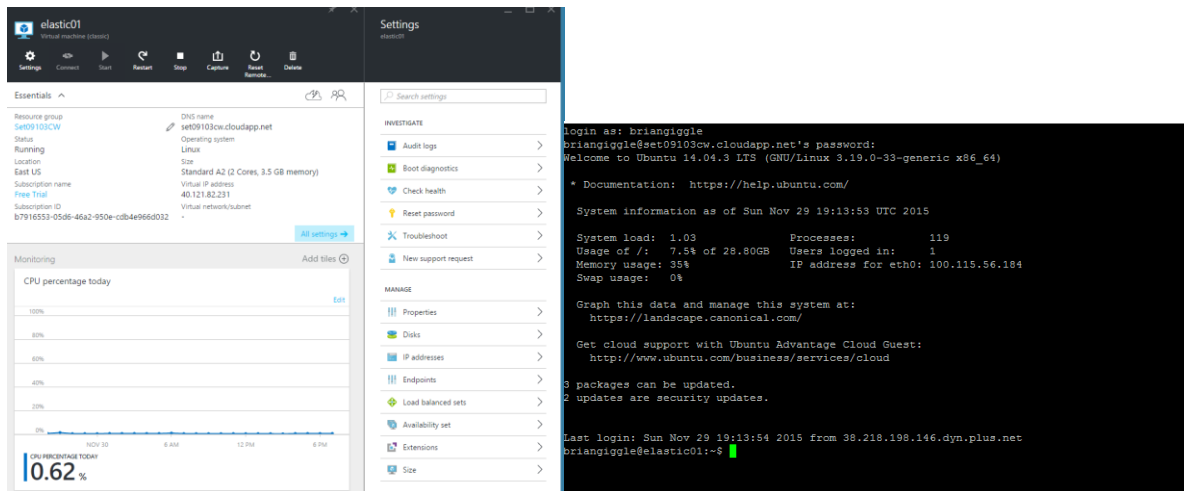 elastic01
Virtual machine (classic)
Settings
Connect
Start
Restart
Stop
Capture
Reset Remote...
Delete
Essentials
Resource group
Set09103CW
Status
Running
Location
East US
Subscription name
Free Trial
Subscription ID
b7916553-05d6-46a2-950e-cdb4e966d032
DNS name
set09103cw.cloudapp.net
Operating system
Linux
Size
Standard A2 (2 Cores, 3.5 GB memory)
Virtual IP address
40.121.82.231
Virtual network/subnet
-
All settings →
Monitoring
Add tiles
CPU percentage today
Edit
100%
80%
60%
40%
20%
0%
NOV 30
6 AM
12 PM
6 PM
CPU PERCENTAGE TODAY
0.62 %
Settings
elastic01
Search settings
INVESTIGATE
Audit logs
Boot diagnostics
Check health
Reset password
Troubleshoot
New support request
MANAGE
Properties
Disks
IP addresses
Endpoints
Load balanced sets
Availability set
Extensions
Size
login as: briangiggle
briangiggle@set09103cw.cloudapp.net's password:
Welcome to Ubuntu 14.04.3 LTS (GNU/Linux 3.19.0-33-generic x86_64)
* Documentation: https://help.ubuntu.com/
System information as of Sun Nov 29 19:13:53 UTC 2015
System load: 1.03 Processes: 119
Usage of /: 7.5% of 28.80GB Users logged in: 1
Memory usage: 35% IP address for eth0: 100.115.56.184
Swap usage: 0%
Graph this data and manage this system at:
https://landscape.canonical.com/
Get cloud support with Ubuntu Advantage Cloud Guest:
http://www.ubuntu.com/business/services/cloud
3 packages can be updated.
2 updates are security updates.
Last login: Sun Nov 29 19:13:54 2015 from 38.218.198.146.dyn.plus.net
briangiggle@elastic01:~$